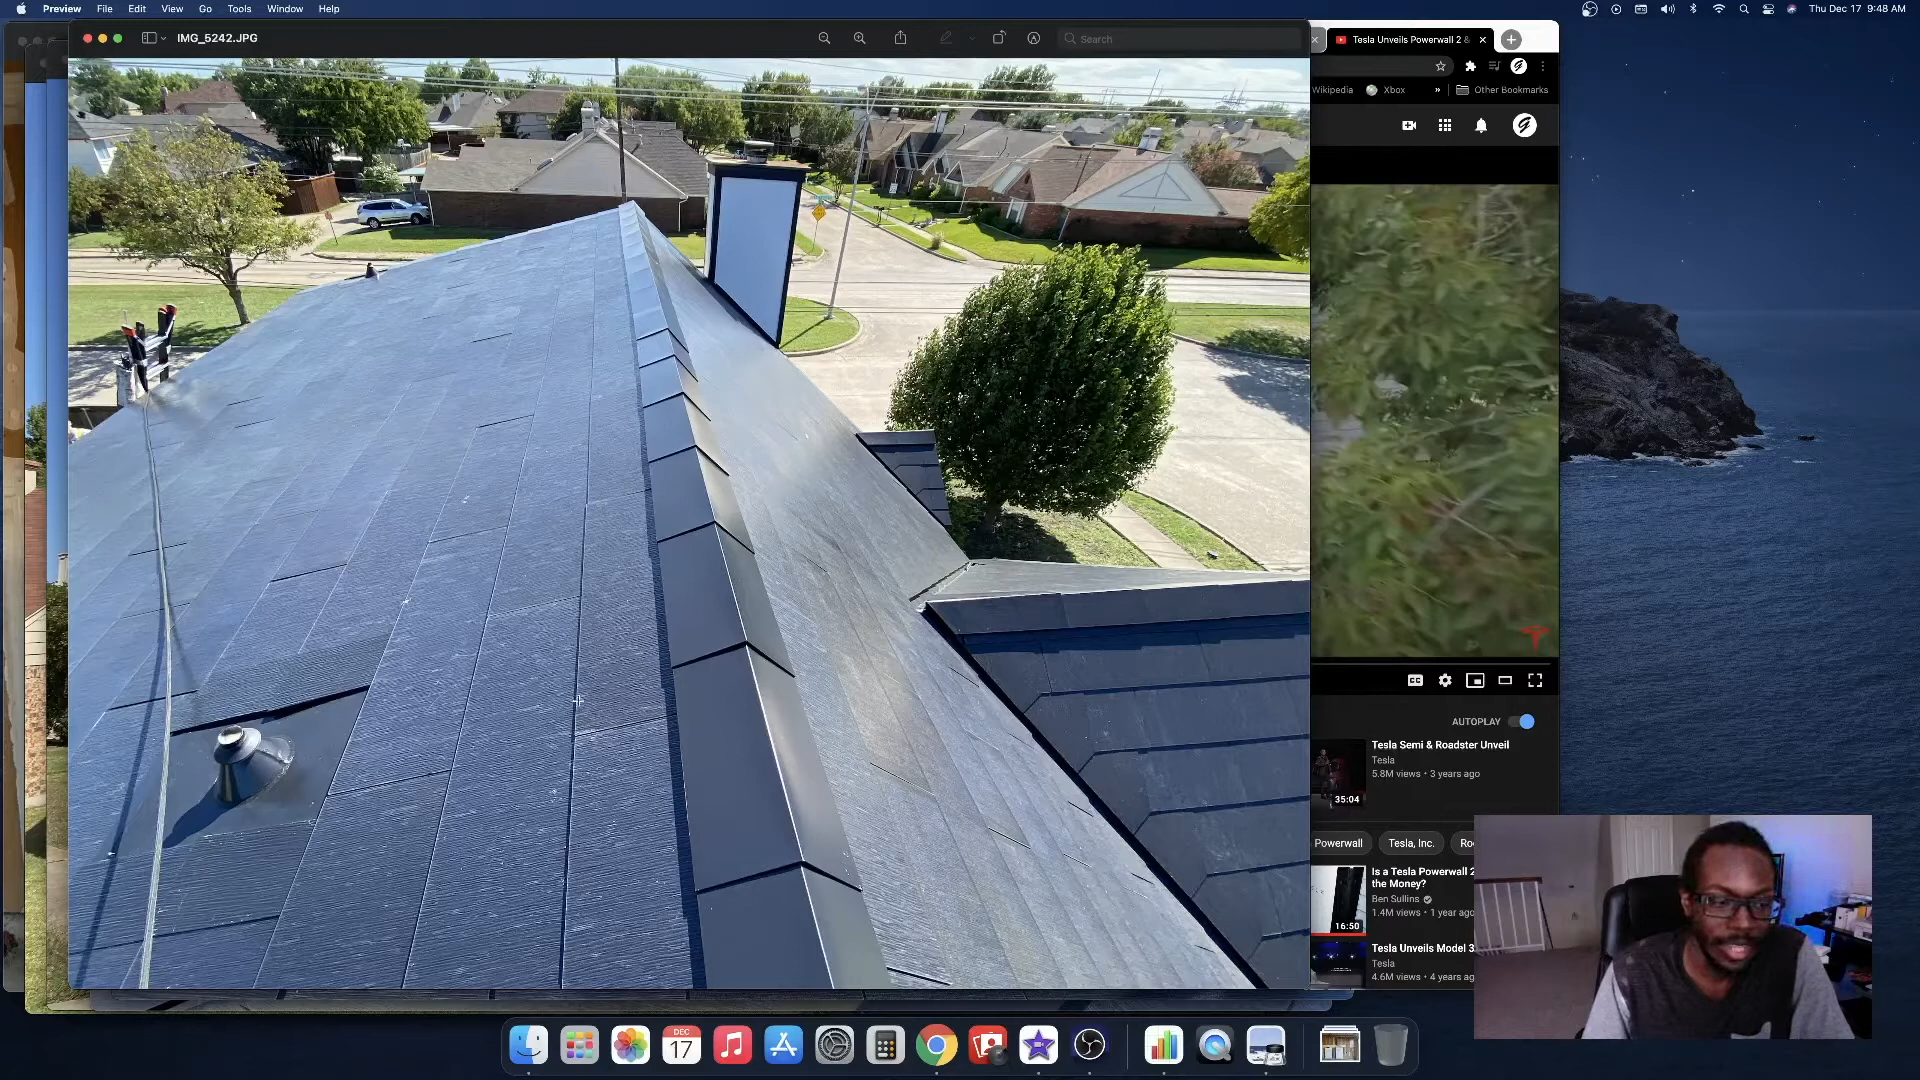 Preview File Edit View Go Tools Window Help
Thu Dec 17 9:48 AM
IMG_5242.JPG
Search
Tesla Unveils Powerwall 2 &
Wikipedia Xbox » Other Bookmarks
AUTOPLAY
Tesla Semi & Roadster Unveil
Tesla
5.8M views • 3 years ago
35:04
Powerwall Tesla, Inc. Ro
Is a Tesla Powerwall 2
the Money?
Ben Sullins
1.4M views • 1 year ago
16:50
Tesla Unveils Model 3
Tesla
4.6M views • 4 years ago
DEC
17